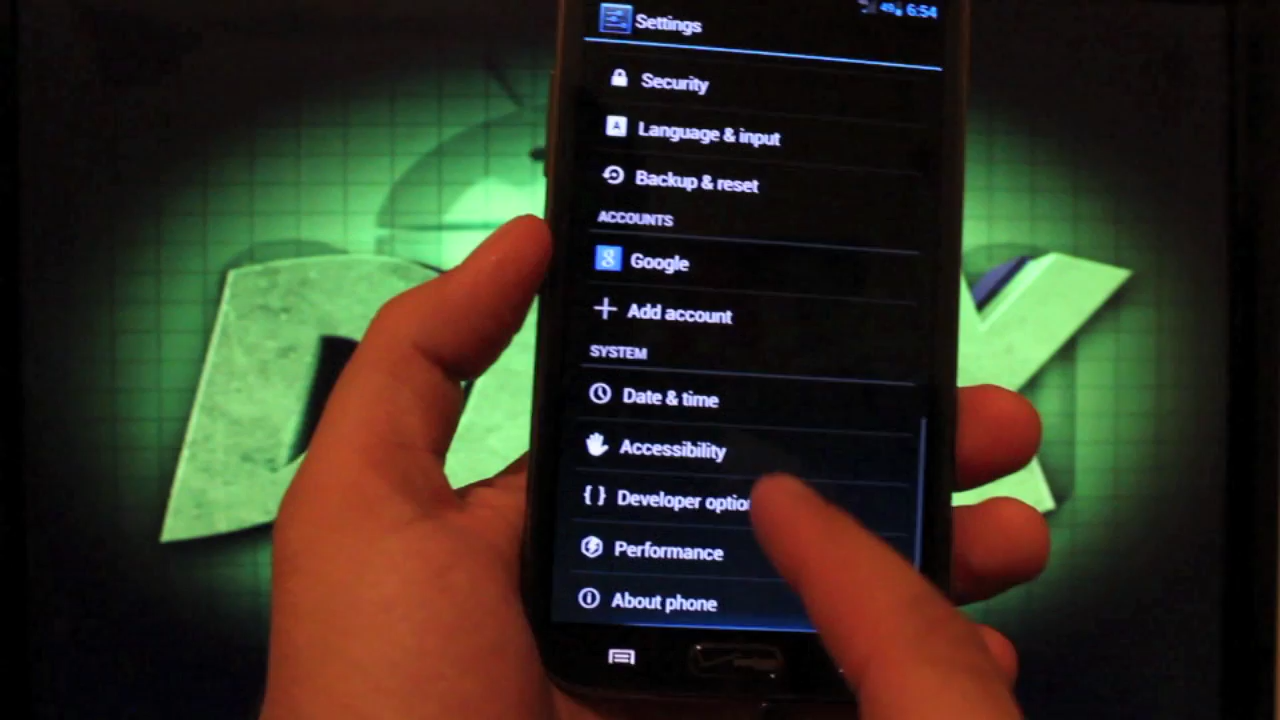 4G 6:54
Settings
Security
A Language & input
Backup & reset
ACCOUNTS
g Google
Add account
SYSTEM
Date & time
Accessibility
{ } Developer optio
Performance
About phone